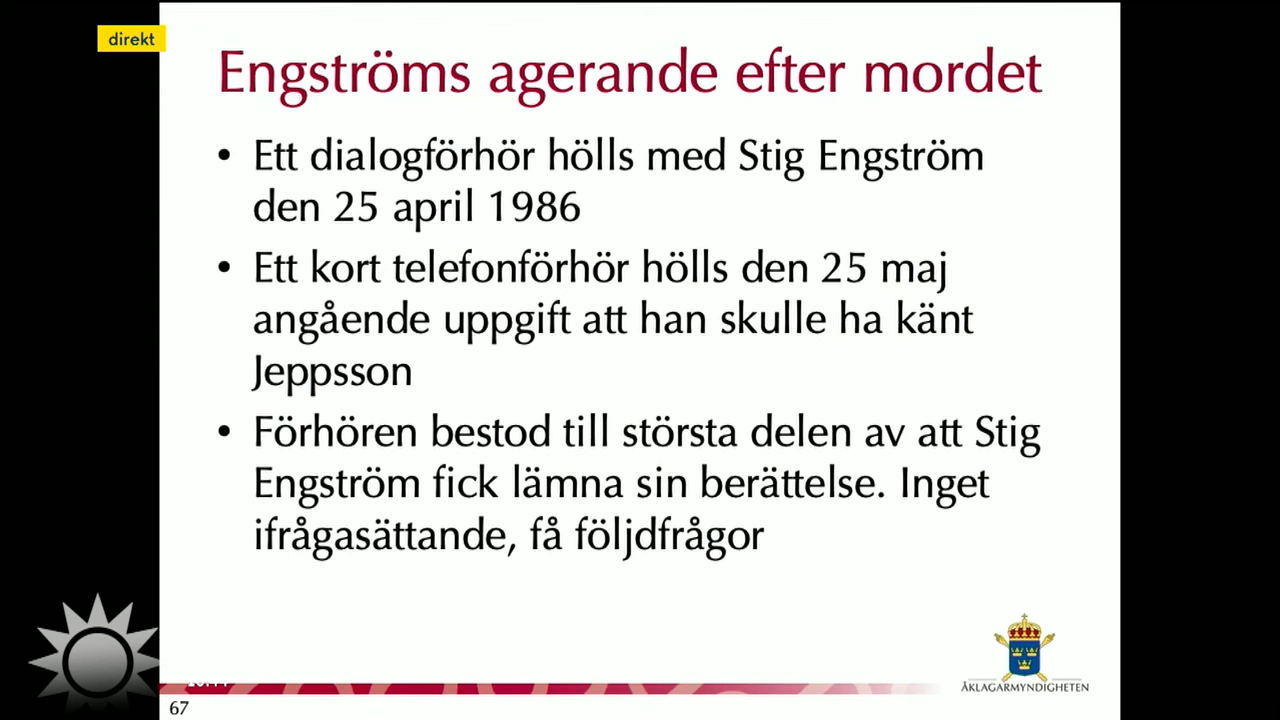 direkt
Engströms agerande efter mordet
• Ett dialogförhör hölls med Stig Engström
den 25 april 1986
• Ett kort telefonförhör hölls den 25 maj
angående uppgift att han skulle ha känt
Jeppsson
• Förhören bestod till största delen av att Stig
Engström fick lämna sin berättelse. Inget
ifrågasättande, få följdfrågor
ÅKLAGARMYNDIGHETEN
67